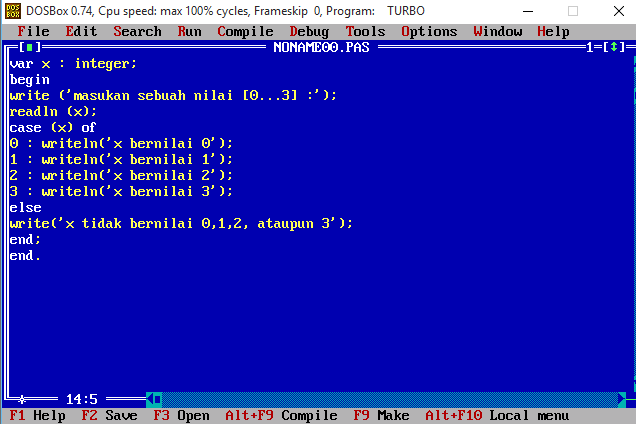 DOSBox 0.74, Cpu speed: max 100% cycles, Frameskip 0, Program: TURBO
File Edit Search Run Compile Debug Tools Options Window Help
NONAME00.PAS 1
var x : integer;
begin
write ('masukan sebuah nilai [0...3] :');
readln (x);
case (x) of
0 : writeln('x bernilai 0');
1 : writeln('x bernilai 1');
2 : writeln('x bernilai 2');
3 : writeln('x bernilai 3');
else
write('x tidak bernilai 0,1,2, ataupun 3');
end;
end.
14:5
F1 Help F2 Save F3 Open Alt+F9 Compile F9 Make Alt+F10 Local menu